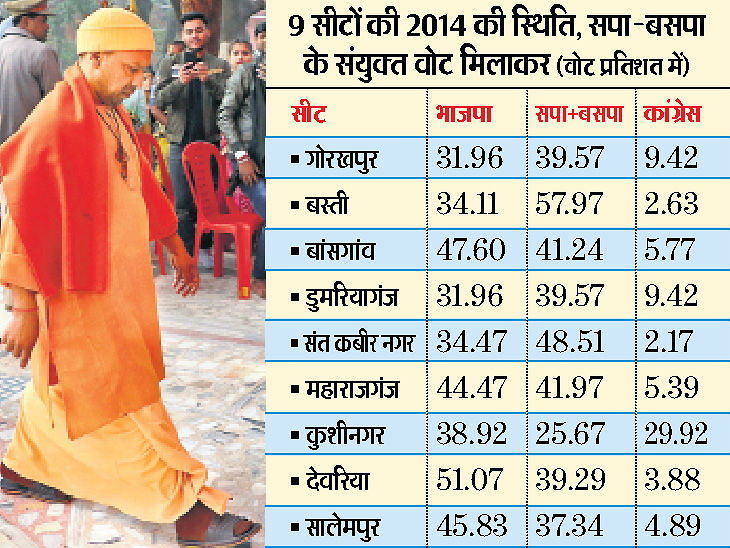 9 सीटों की 2014 की स्थिति, सपा-बसपा
के संयुक्त वोट मिलाकर (वोट प्रतिशत में)
सीट भाजपा सपा+बसपा कांग्रेस
▪ गोरखपुर 31.96 39.57 9.42
▪ बस्ती 34.11 57.97 2.63
▪ बांसगांव 47.60 41.24 5.77
▪ डुमरियागंज 31.96 39.57 9.42
▪ संत कबीर नगर 34.47 48.51 2.17
▪ महाराजगंज 44.47 41.97 5.39
▪ कुशीनगर 38.92 25.67 29.92
▪ देवरिया 51.07 39.29 3.88
▪ सालेमपुर 45.83 37.34 4.89